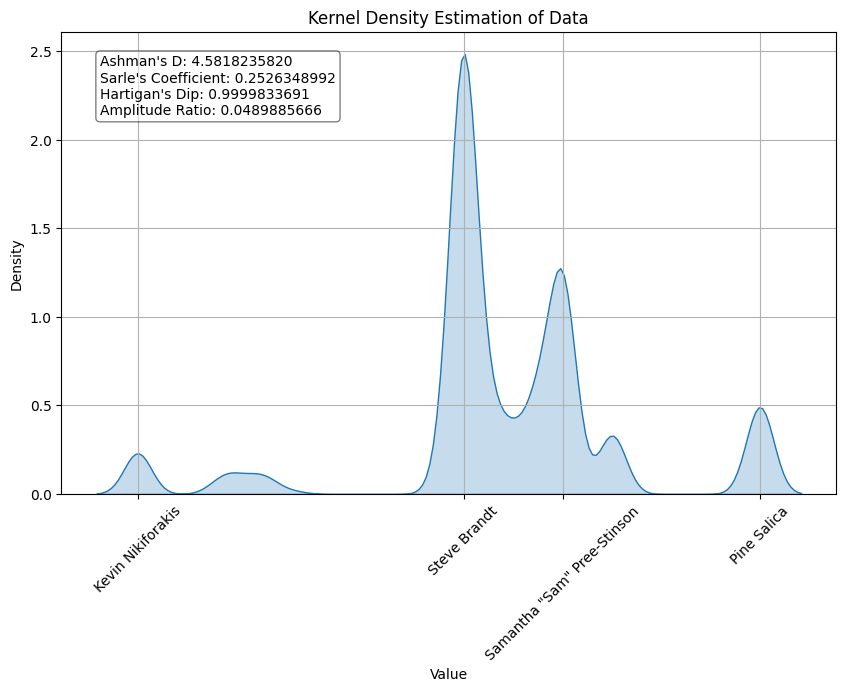 Kernel Density Estimation of Data
Ashman's D: 4.5818235820
Sarle's Coefficient: 0.2526348992
Hartigan's Dip: 0.9999833691
Amplitude Ratio: 0.0489885666
Density
2.5
2.0
1.5
1.0
0.5
0.0
Kevin Nikiforakis
Steve Brandt
Samantha "Sam" Pree-Stinson
Pine Salica
Value